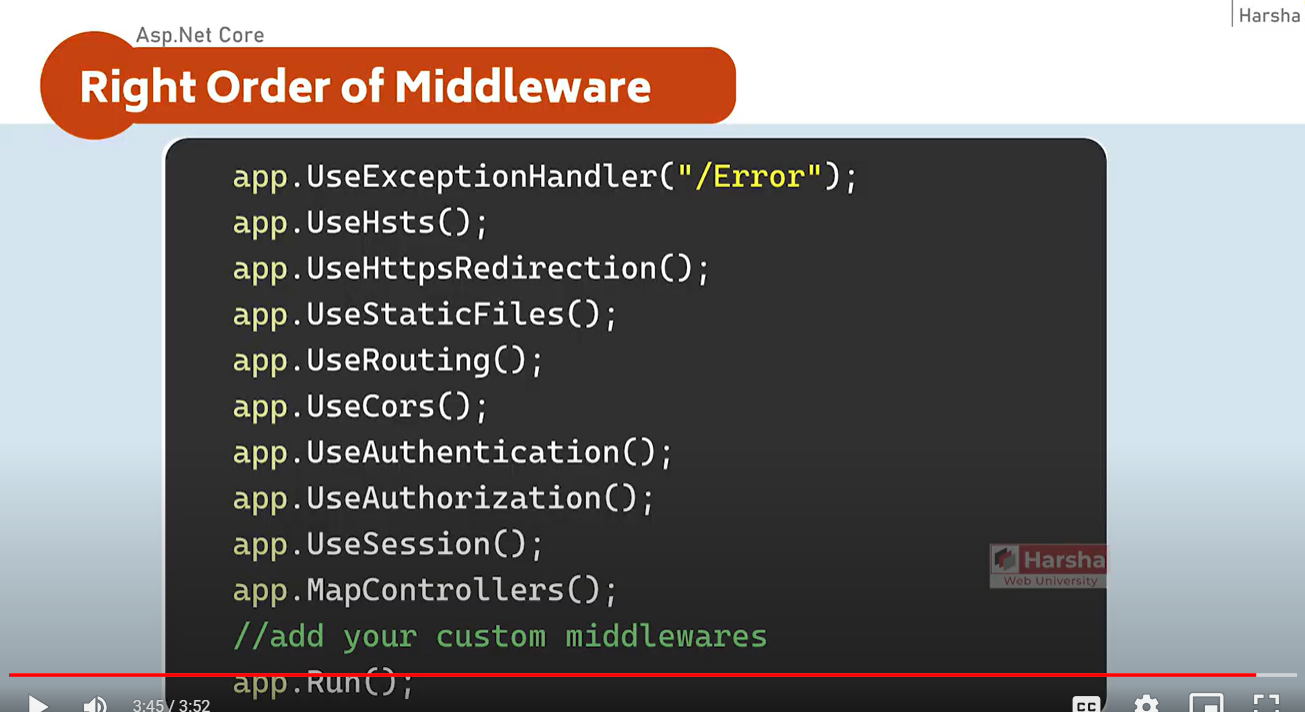 Harsha
Asp.Net Core
Right Order of Middleware
app.UseExceptionHandler("/Error");
app.UseHsts();
app.UseHttpsRedirection();
app.UseStaticFiles();
app.UseRouting();
app.UseCors();
app.UseAuthentication();
app.UseAuthorization();
app.UseSession();
app.MapControllers();
//add your custom middlewares
app.Run();
Harsha
Web University
3:45 / 3:52
CC